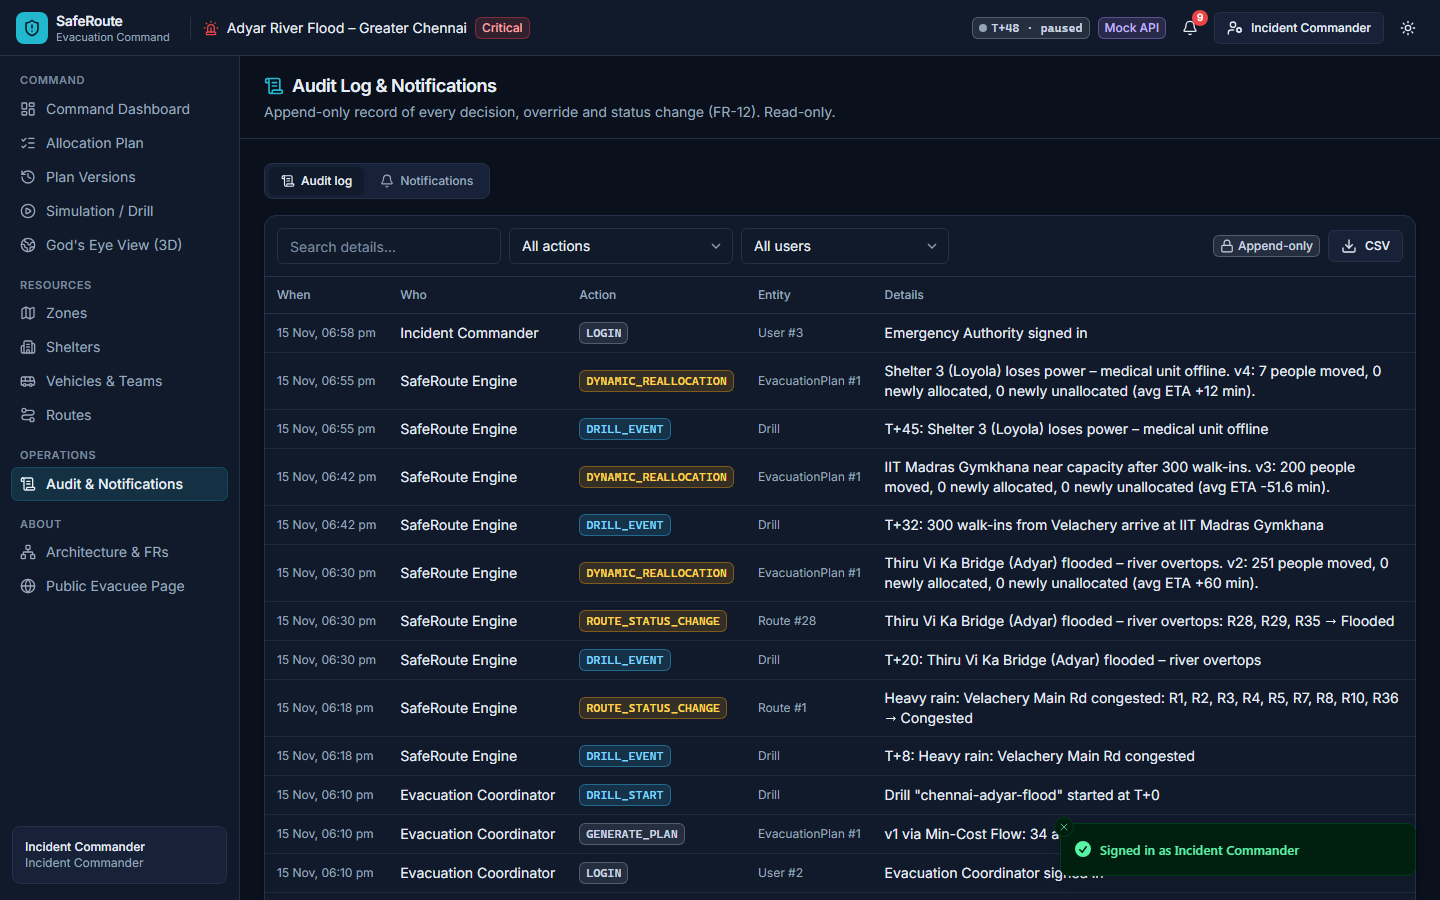 SafeRoute
Evacuation Command
Adyar River Flood – Greater Chennai
Critical
T+48 · paused
Mock API
9
Incident Commander
COMMAND
Command Dashboard
Allocation Plan
Plan Versions
Simulation / Drill
God's Eye View (3D)
RESOURCES
Zones
Shelters
Vehicles & Teams
Routes
OPERATIONS
Audit & Notifications
ABOUT
Architecture & FRs
Public Evacuee Page
Incident Commander
Incident Commander
Audit Log & Notifications
Append-only record of every decision, override and status change (FR-12). Read-only.
Audit log
Notifications
Search details...
All actions
All users
Append-only
CSV
When Who Action Entity Details
15 Nov, 06:58 pm Incident Commander LOGIN User #3 Emergency Authority signed in
15 Nov, 06:55 pm SafeRoute Engine DYNAMIC_REALLOCATION EvacuationPlan #1 Shelter 3 (Loyola) loses power – medical unit offline. v4: 7 people moved, 0
newly allocated, 0 newly unallocated (avg ETA +12 min).
15 Nov, 06:55 pm SafeRoute Engine DRILL_EVENT Drill T+45: Shelter 3 (Loyola) loses power – medical unit offline
15 Nov, 06:42 pm SafeRoute Engine DYNAMIC_REALLOCATION EvacuationPlan #1 IIT Madras Gymkhana near capacity after 300 walk-ins. v3: 200 people
moved, 0 newly allocated, 0 newly unallocated (avg ETA -51.6 min).
15 Nov, 06:42 pm SafeRoute Engine DRILL_EVENT Drill T+32: 300 walk-ins from Velachery arrive at IIT Madras Gymkhana
15 Nov, 06:30 pm SafeRoute Engine DYNAMIC_REALLOCATION EvacuationPlan #1 Thiru Vi Ka Bridge (Adyar) flooded – river overtops. v2: 251 people moved, 0
newly allocated, 0 newly unallocated (avg ETA +60 min).
15 Nov, 06:30 pm SafeRoute Engine ROUTE_STATUS_CHANGE Route #28 Thiru Vi Ka Bridge (Adyar) flooded – river overtops: R28, R29, R35 → Flooded
15 Nov, 06:30 pm SafeRoute Engine DRILL_EVENT Drill T+20: Thiru Vi Ka Bridge (Adyar) flooded – river overtops
15 Nov, 06:18 pm SafeRoute Engine ROUTE_STATUS_CHANGE Route #1 Heavy rain: Velachery Main Rd congested: R1, R2, R3, R4, R5, R7, R8, R10, R36
→ Congested
15 Nov, 06:18 pm SafeRoute Engine DRILL_EVENT Drill T+8: Heavy rain: Velachery Main Rd congested
15 Nov, 06:10 pm Evacuation Coordinator DRILL_START Drill Drill "chennai-adyar-flood" started at T+0
15 Nov, 06:10 pm Evacuation Coordinator GENERATE_PLAN EvacuationPlan #1 v1 via Min-Cost Flow: 34
15 Nov, 06:10 pm Evacuation Coordinator LOGIN User #2 Evacuation Coordinator signed in
Signed in as Incident Commander